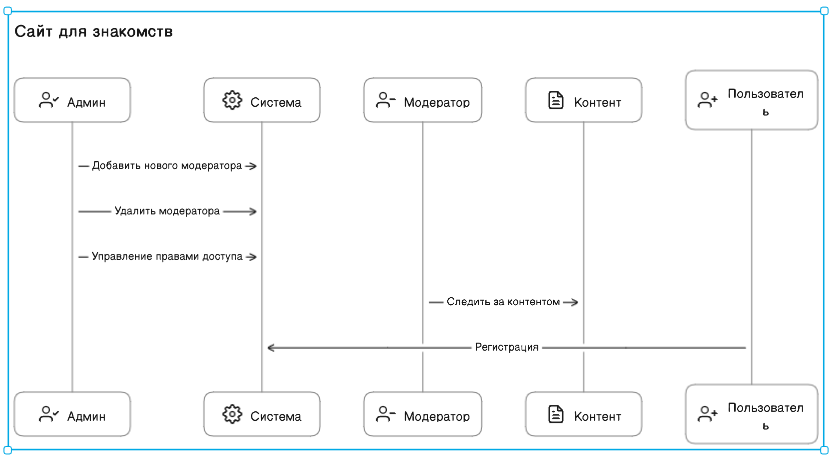 Сайт для знакомств
Админ
Система
Модератор
Контент
Пользовател
ь
Добавить нового модератора
Удалить модератора
Управление правами доступа
Следить за контентом
Регистрация
Админ
Система
Модератор
Контент
Пользовател
ь